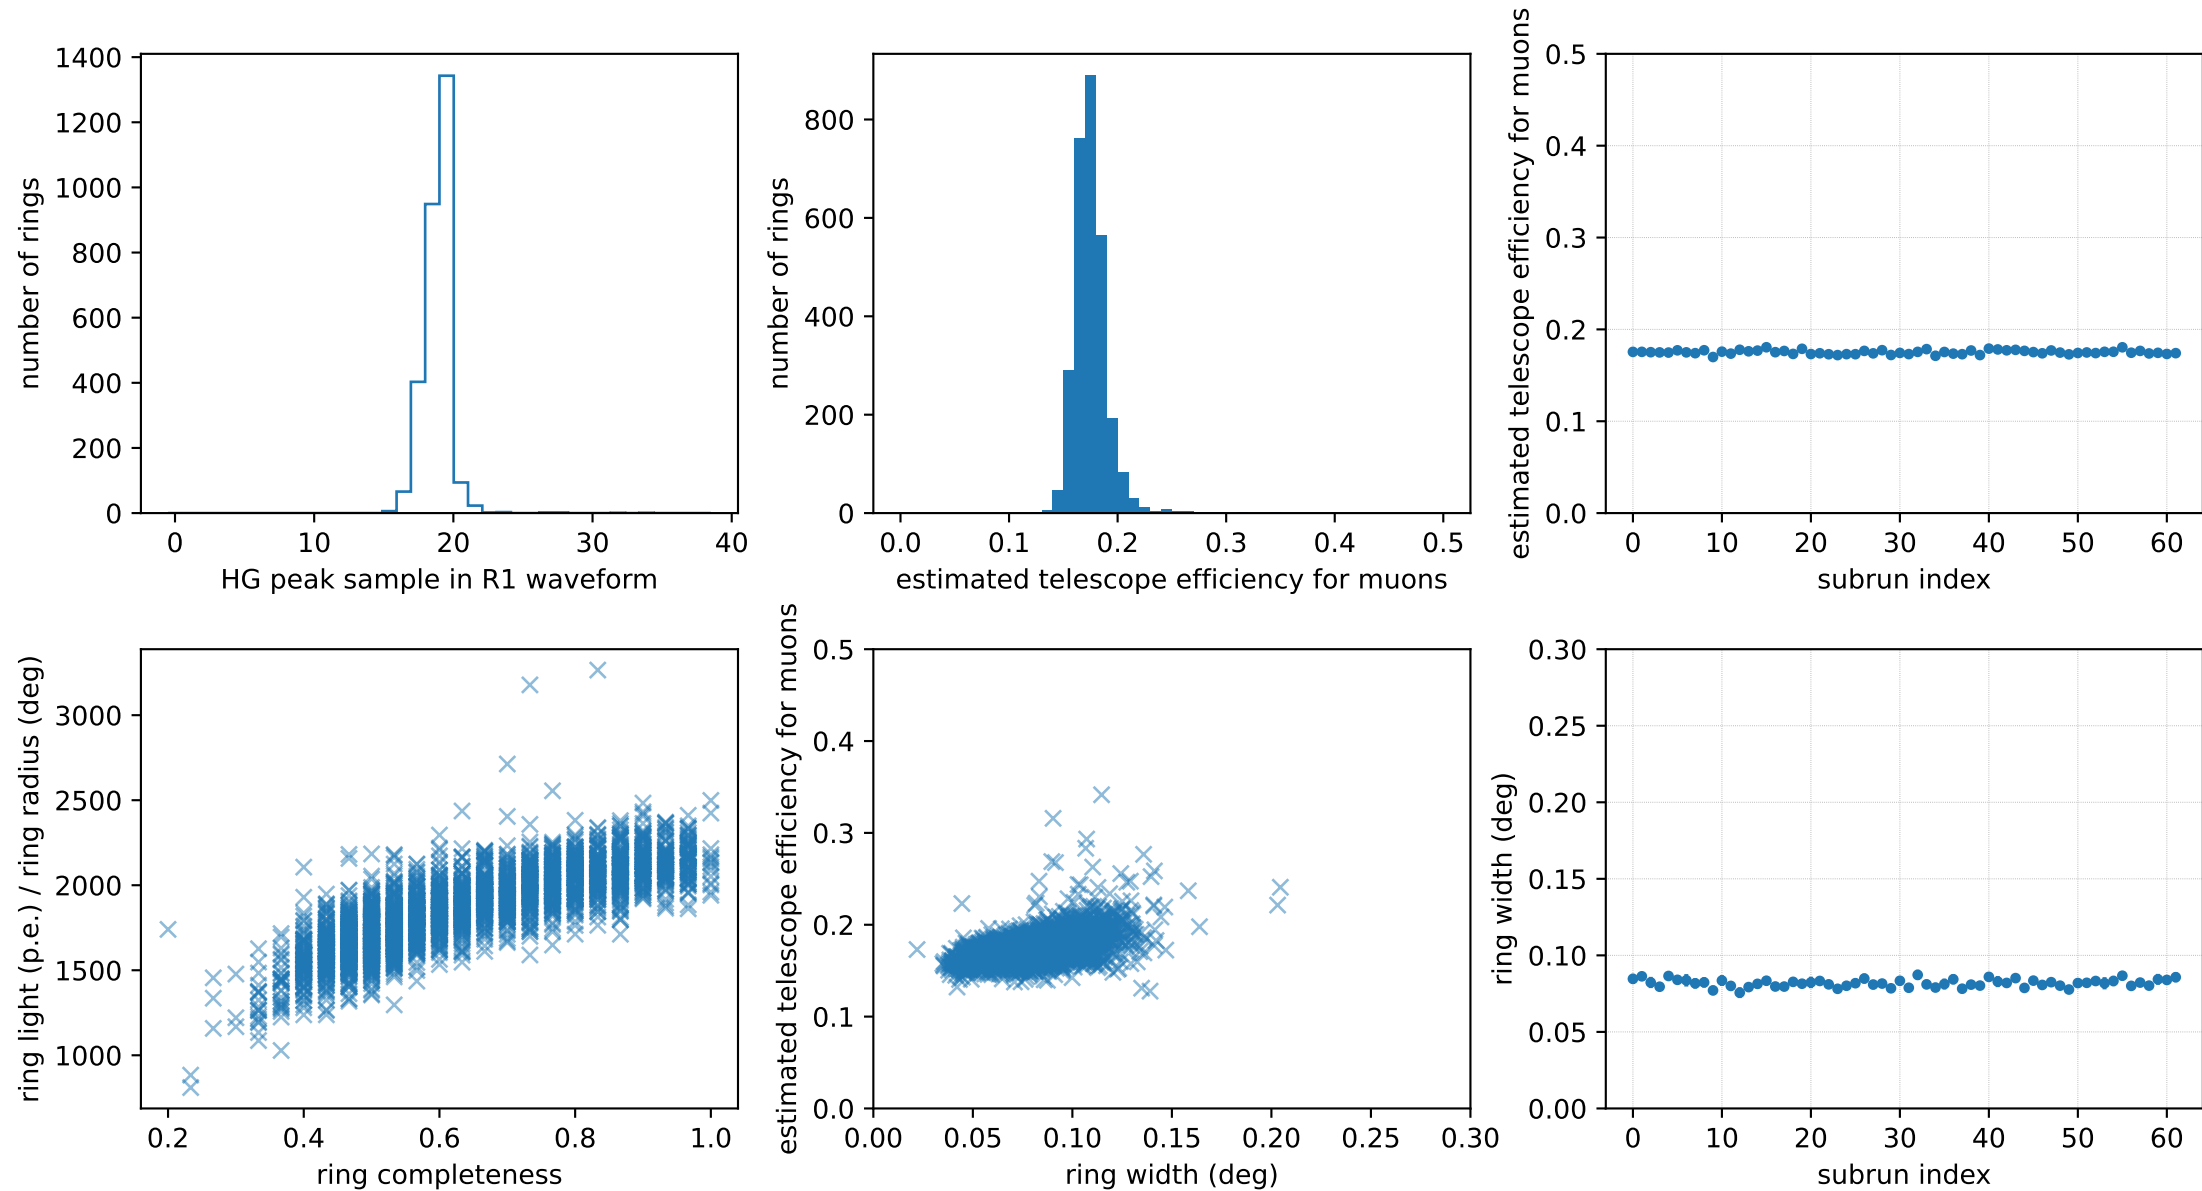 1400
1200
1000
800
600
400
200
0
number of rings
0 10 20 30 40
HG peak sample in R1 waveform
800
600
400
200
0
number of rings
0.0 0.1 0.2 0.3 0.4 0.5
estimated telescope efficiency for muons
0.5
0.4
0.3
0.2
0.1
0.0
estimated telescope efficiency for muons
0 10 20 30 40 50 60
subrun index
3000
2500
2000
1500
1000
ring light (p.e.) / ring radius (deg)
0.2 0.4 0.6 0.8 1.0
ring completeness
0.5
0.4
0.3
0.2
0.1
0.0
estimated telescope efficiency for muons
0.00 0.05 0.10 0.15 0.20 0.25 0.30
ring width (deg)
0.30
0.25
0.20
0.15
0.10
0.05
0.00
ring width (deg)
0 10 20 30 40 50 60
subrun index